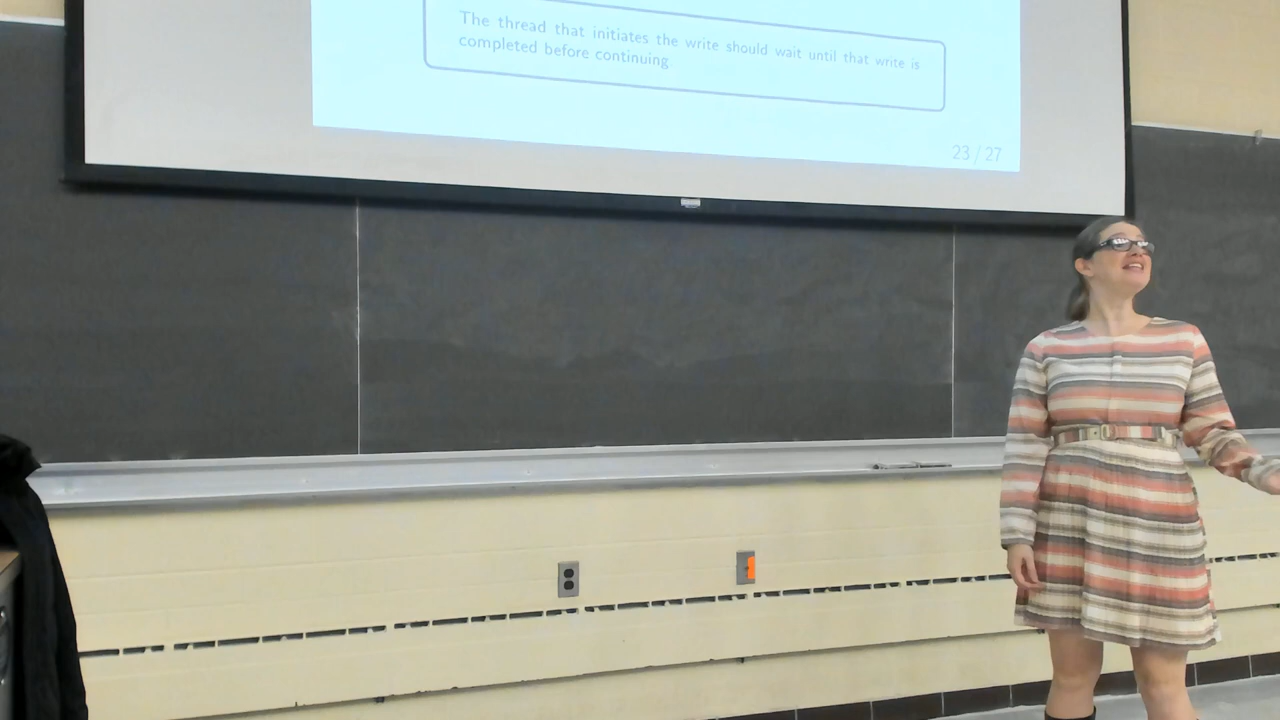 The thread that initiates the write should wait until that write is
completed before continuing.
23 / 27